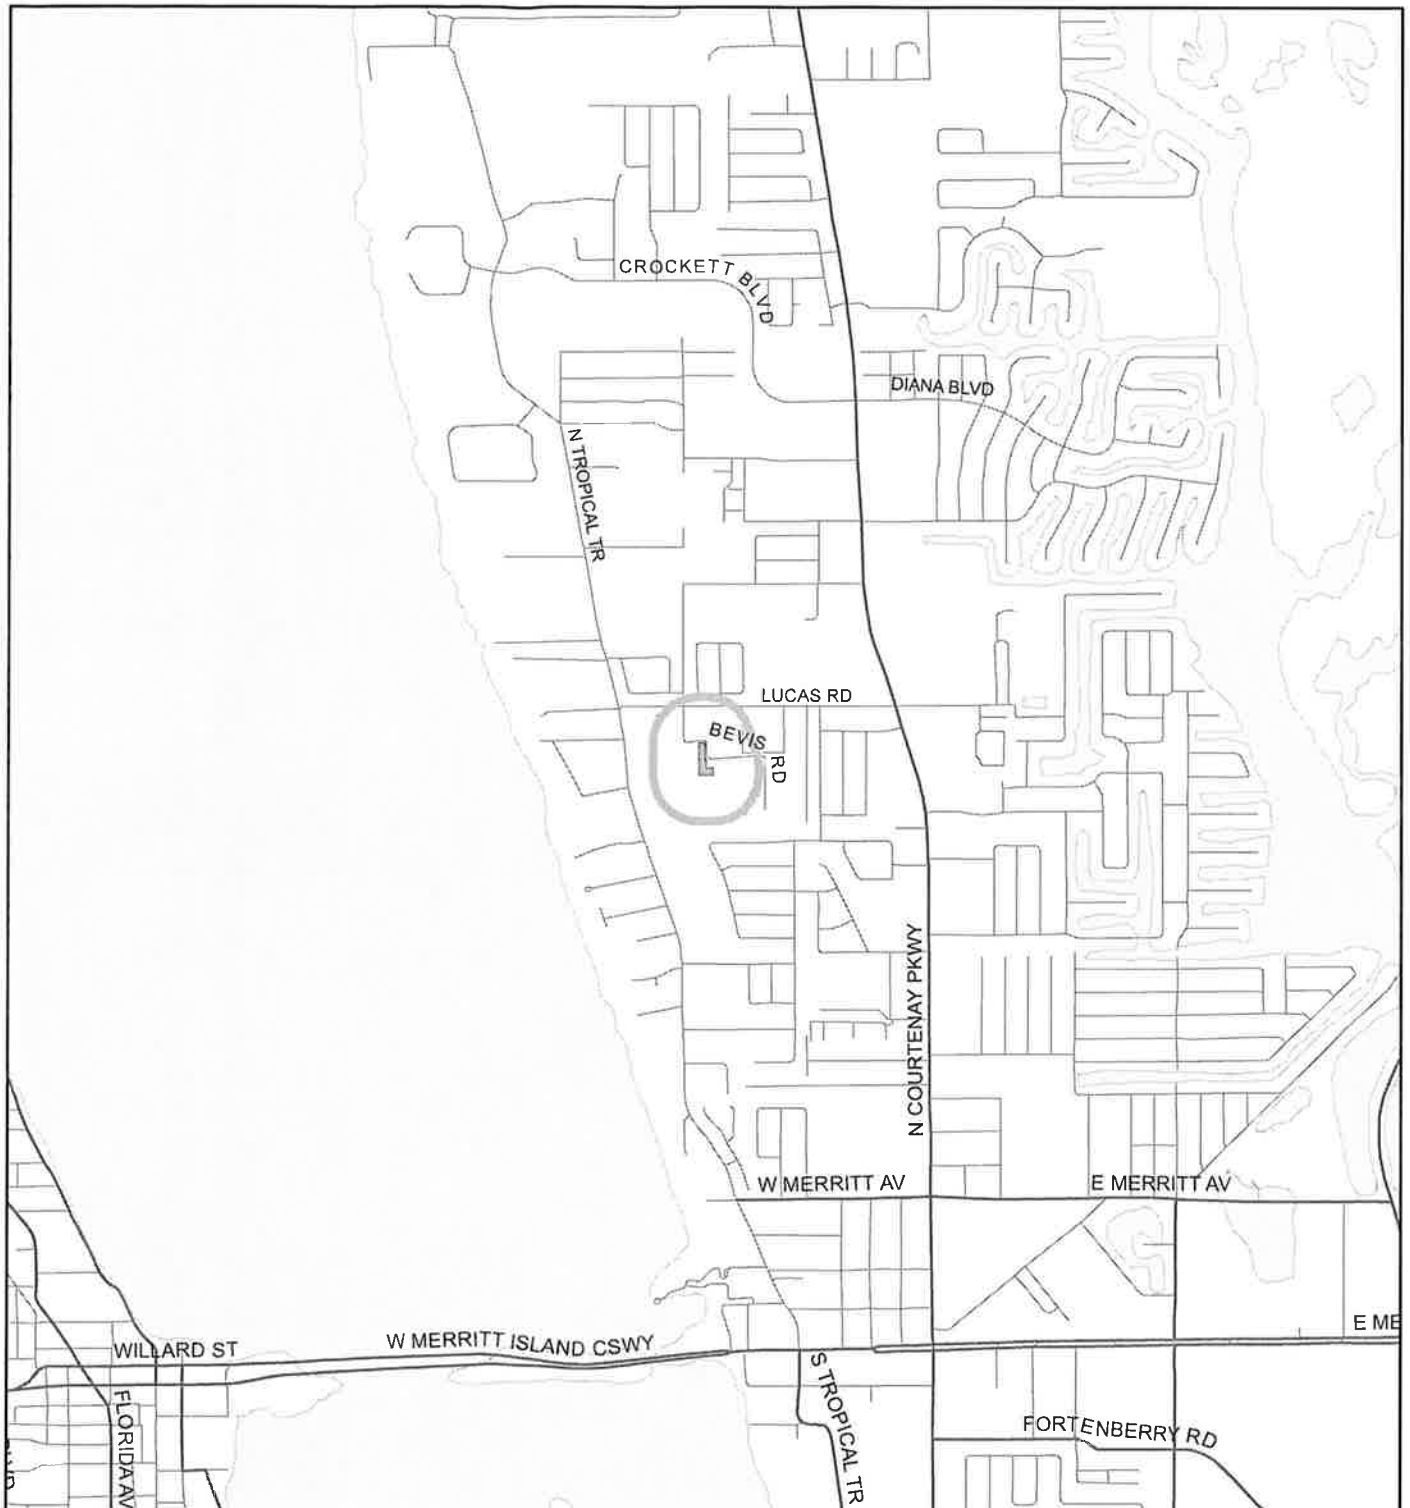 CROCKETT BLVD
DIANA BLVD
N TROPICAL TR
LUCAS RD
BEVIS RD
N COURTENAY PKWY
W MERRITT AV
E MERRITT AV
E ME
WILLARD ST
W MERRITT ISLAND CSWY
S TROPICAL TR
FLORIDA AV
FORTENBERRY RD